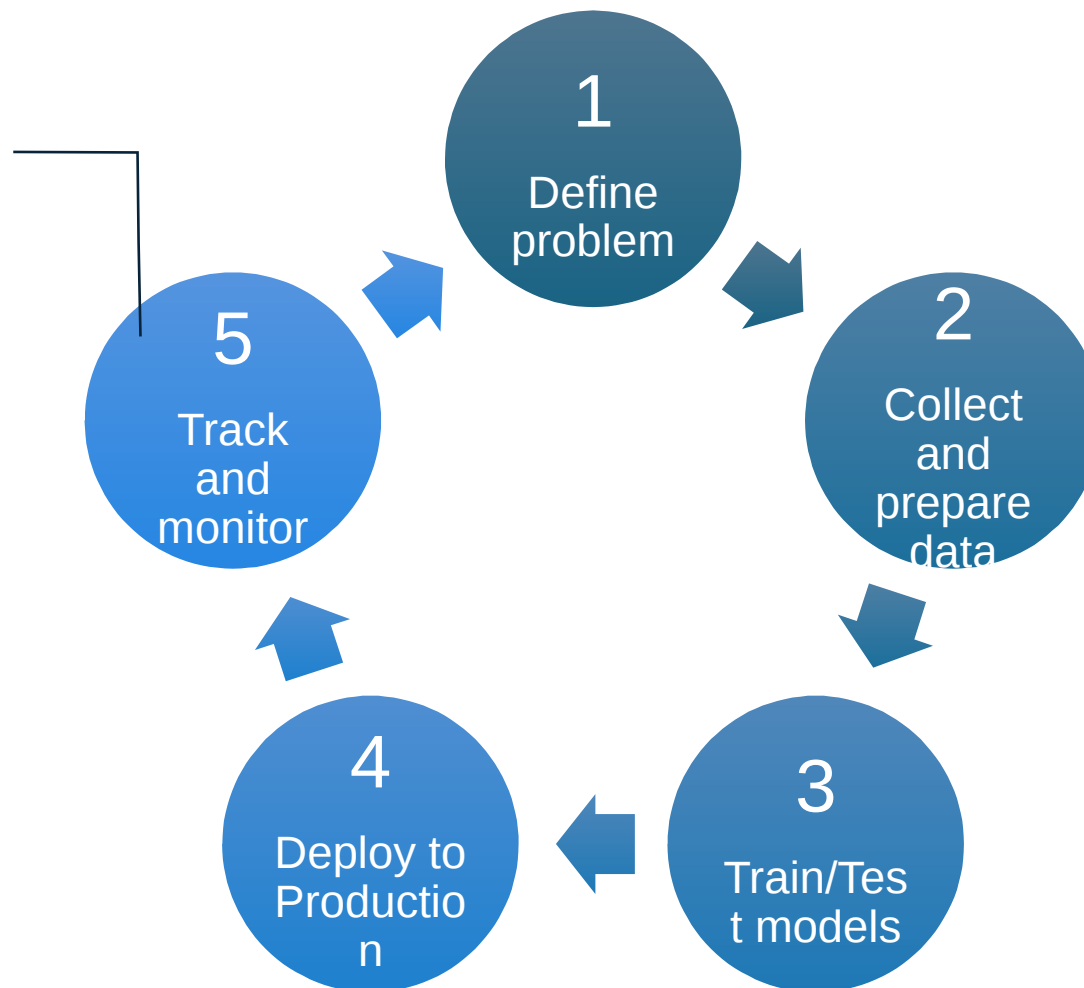 1
Define
problem
2
Collect
and
prepare
data
3
Train/Tes
t models
4
Deploy to
Productio
n
5
Track
and
monitor